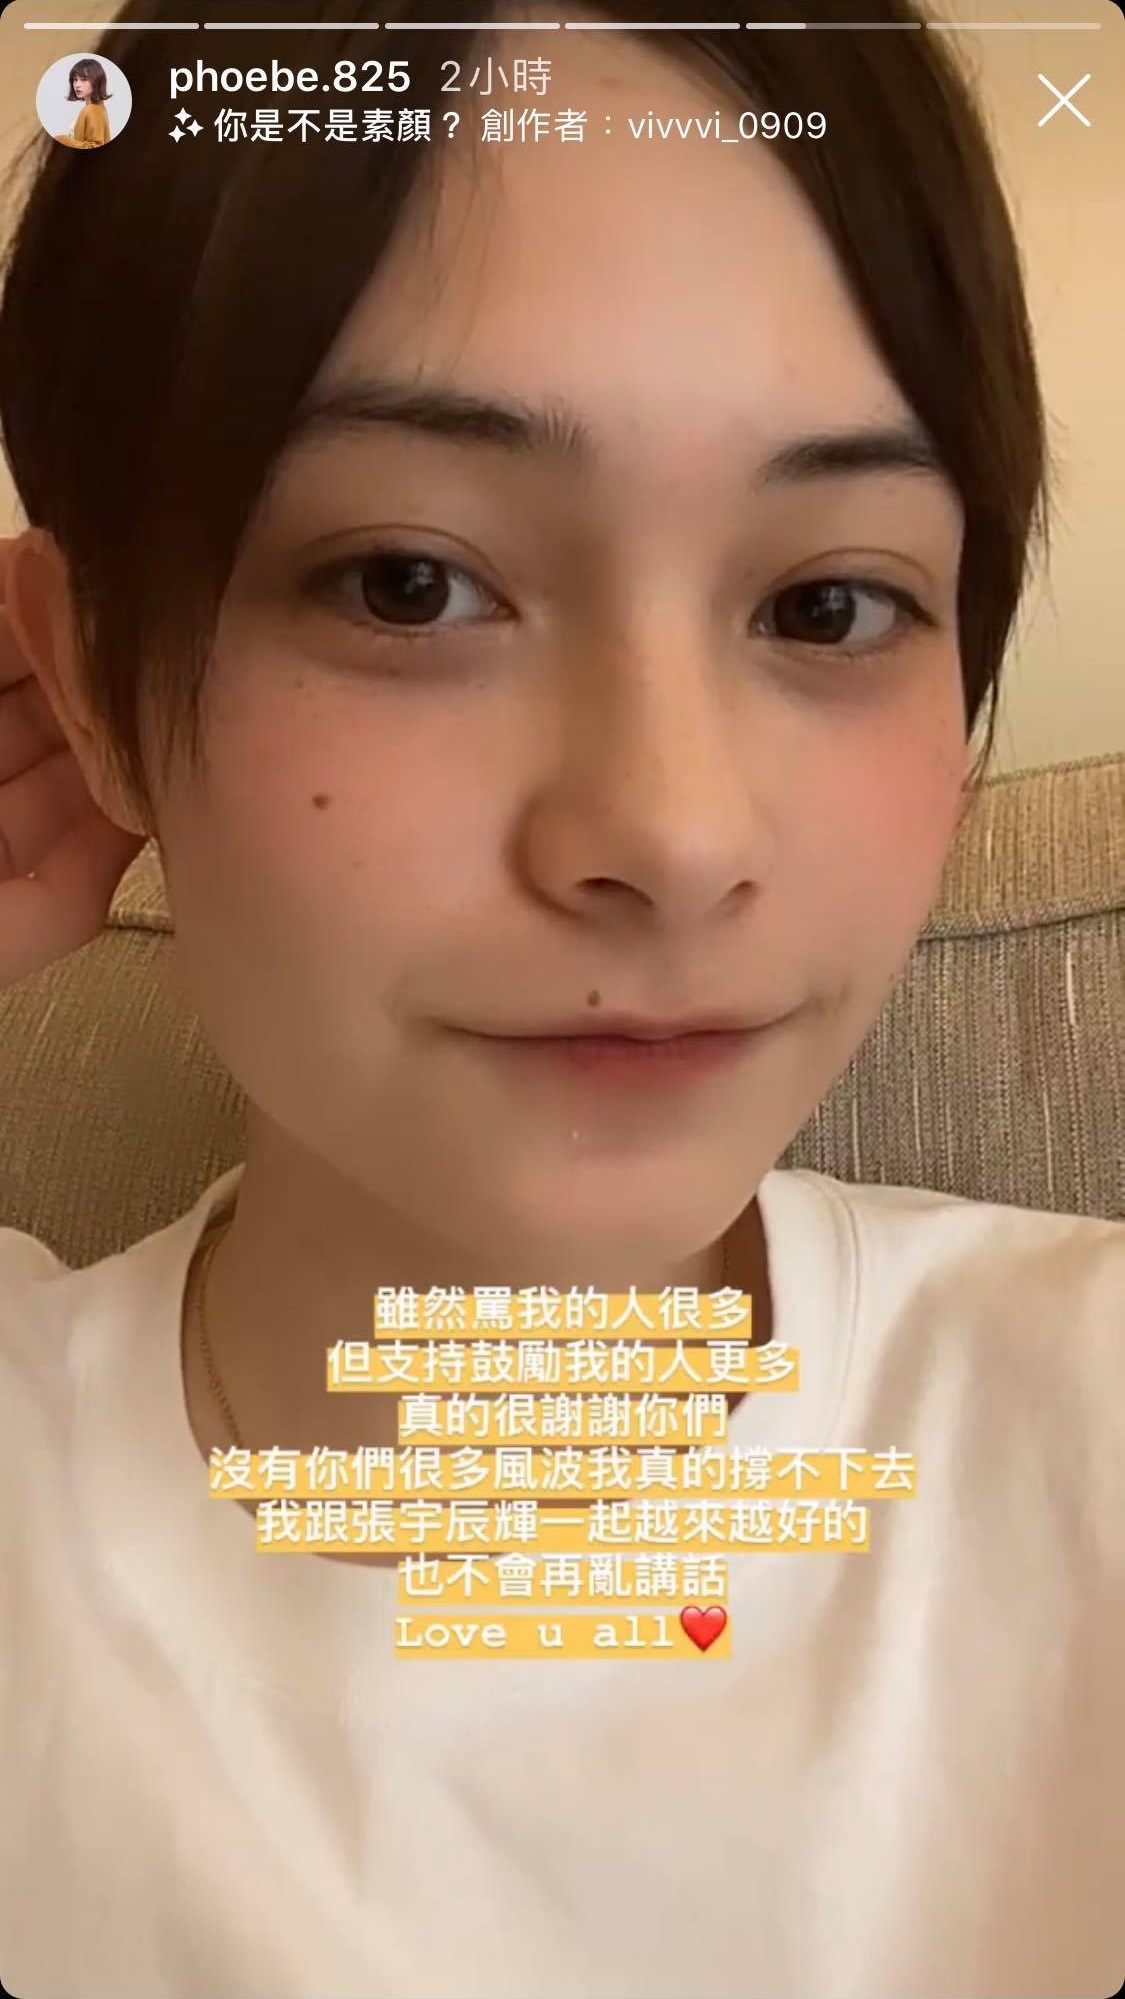 phoebe.825 2小時
你是不是素顏？ 創作者：vivvvi_0909
雖然罵我的人很多
但支持鼓勵我的人更多
真的很謝謝你們
沒有你們很多風波我真的撐不下去
我跟張宇辰輝一起越來越好的
也不會再亂講話
Love u all❤️